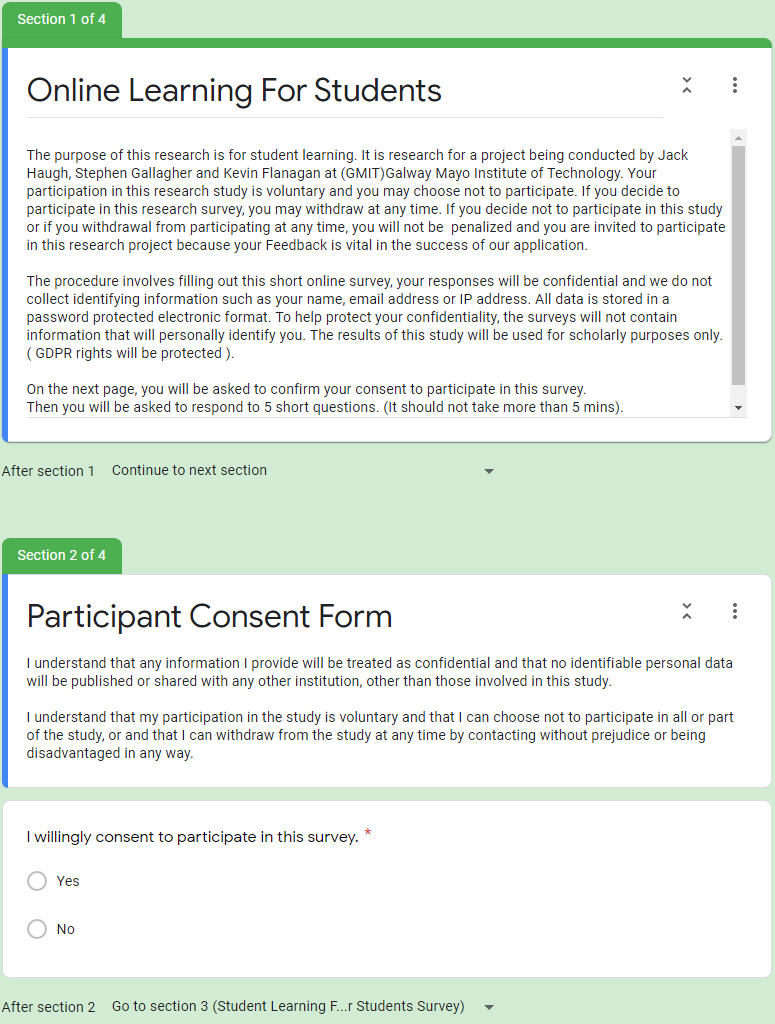 Section 1 of 4
Online Learning For Students
The purpose of this research is for student learning. It is research for a project being conducted by Jack
Haugh, Stephen Gallagher and Kevin Flanagan at (GMIT)Galway Mayo Institute of Technology. Your
participation in this research study is voluntary and you may choose not to participate. If you decide to
participate in this research survey, you may withdraw at any time. If you decide not to participate in this study
or if you withdrawal from participating at any time, you will not be  penalized and you are invited to participate
in this research project because your Feedback is vital in the success of our application.
The procedure involves filling out this short online survey, your responses will be confidential and we do not
collect identifying information such as your name, email address or IP address. All data is stored in a
password protected electronic format. To help protect your confidentiality, the surveys will not contain
information that will personally identify you. The results of this study will be used for scholarly purposes only.
( GDPR rights will be protected ).
On the next page, you will be asked to confirm your consent to participate in this survey.
Then you will be asked to respond to 5 short questions. (It should not take more than 5 mins).
After section 1 Continue to next section
Section 2 of 4
Participant Consent Form
I understand that any information I provide will be treated as confidential and that no identifiable personal data
will be published or shared with any other institution, other than those involved in this study.
I understand that my participation in the study is voluntary and that I can choose not to participate in all or part
of the study, or and that I can withdraw from the study at any time by contacting without prejudice or being
disadvantaged in any way.
I willingly consent to participate in this survey. *
Yes
No
After section 2 Go to section 3 (Student Learning F...r Students Survey)